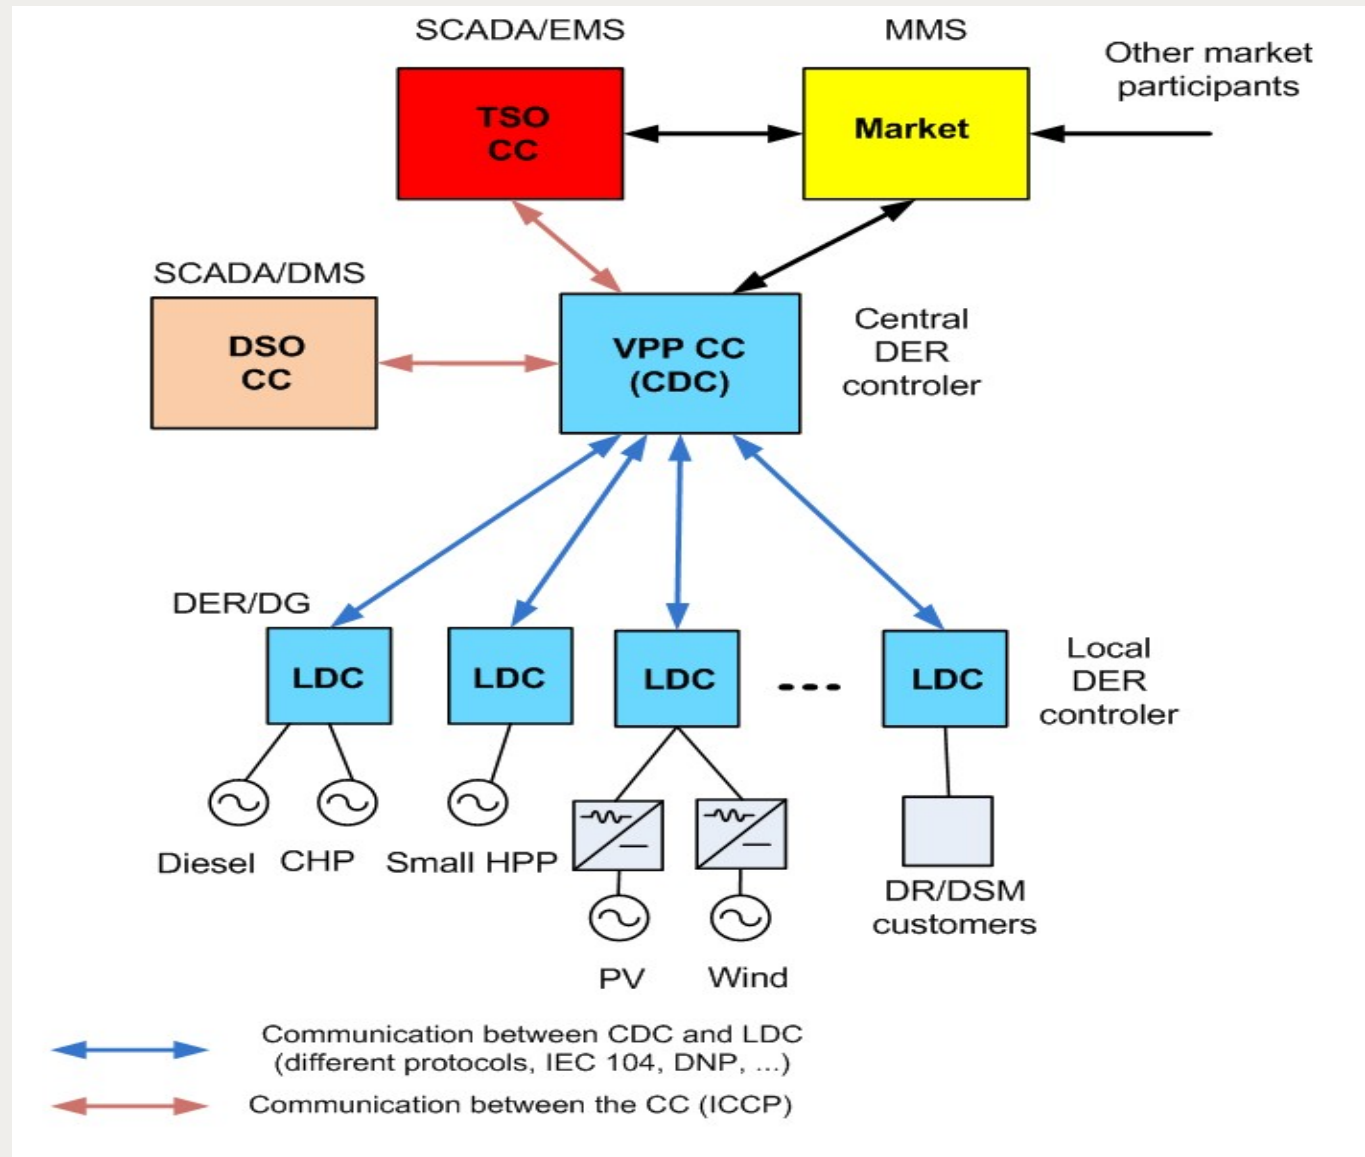 SCADA/EMS
MMS
Other market
participants
TSO
CC
Market
SCADA/DMS
DSO
CC
VPP CC
(CDC)
Central
DER
controler
DER/DG
LDC
LDC
LDC
LDC
Local
DER
controler
Diesel
CHP
Small HPP
DR/DSM
customers
PV
Wind
Communication between CDC and LDC
(different protocols, IEC 104, DNP, ...)
Communication between the CC (ICCP)